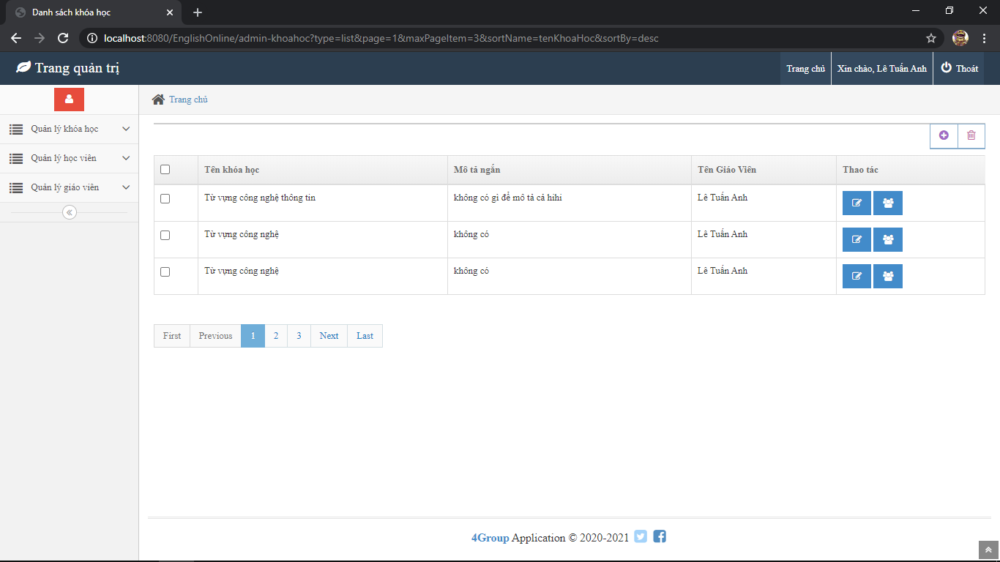 Danh sách khóa học
localhost:8080/EnglishOnline/admin-khoahoc?type=list&page=1&maxPageItem=3&sortName=tenKhoaHoc&sortBy=desc
Trang quản trị
Trang chủ
Xin chào, Lê Tuấn Anh
Thoát
Trang chủ
Quản lý khóa học
Quản lý học viên
Quản lý giáo viên
Tên khóa học Mô tả ngắn Tên Giáo Viên Thao tác
Từ vựng công nghệ thông tin không có gì để mô tả cả hihi Lê Tuấn Anh
Từ vựng công nghệ không có Lê Tuấn Anh
Từ vựng công nghệ không có Lê Tuấn Anh
First Previous 1 2 3 Next Last
4Group Application © 2020-2021